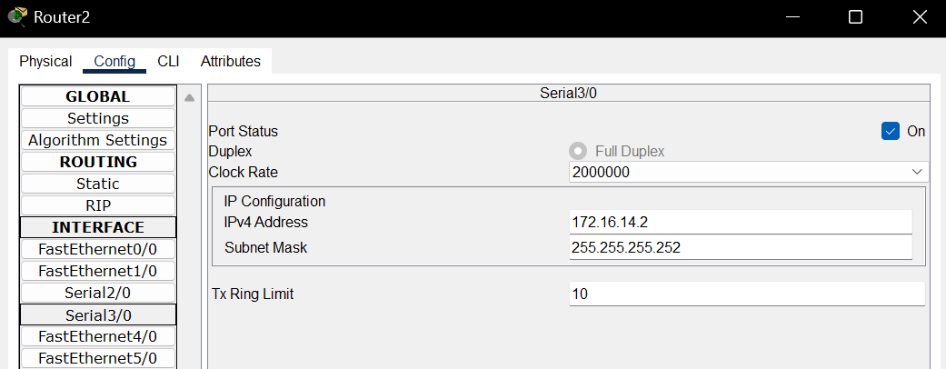 Router2
Physical Config CLI Attributes
GLOBAL
Settings
Algorithm Settings
ROUTING
Static
RIP
INTERFACE
FastEthernet0/0
FastEthernet1/0
Serial2/0
Serial3/0
FastEthernet4/0
FastEthernet5/0
Serial3/0
Port Status On
Duplex Full Duplex
Clock Rate 2000000
IP Configuration
IPv4 Address 172.16.14.2
Subnet Mask 255.255.255.252
Tx Ring Limit 10